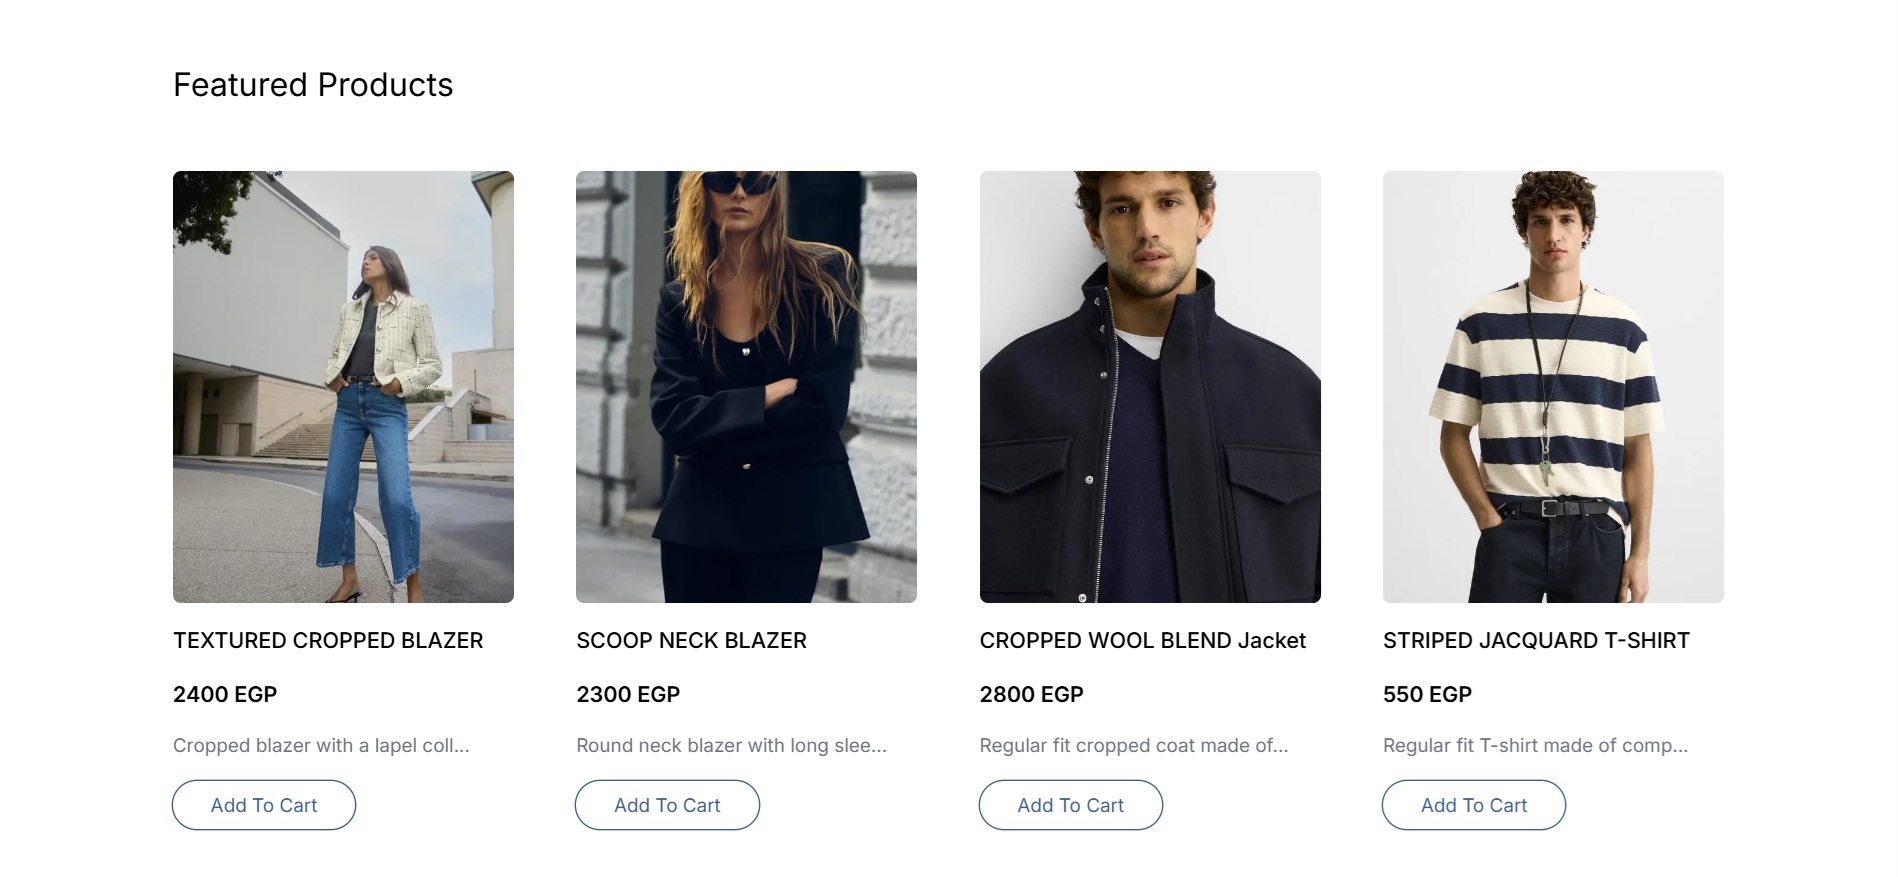 Featured Products
TEXTURED CROPPED BLAZER
2400 EGP
Cropped blazer with a lapel coll...
Add To Cart
SCOOP NECK BLAZER
2300 EGP
Round neck blazer with long slee...
Add To Cart
CROPPED WOOL BLEND Jacket
2800 EGP
Regular fit cropped coat made of...
Add To Cart
STRIPED JACQUARD T-SHIRT
550 EGP
Regular fit T-shirt made of comp...
Add To Cart